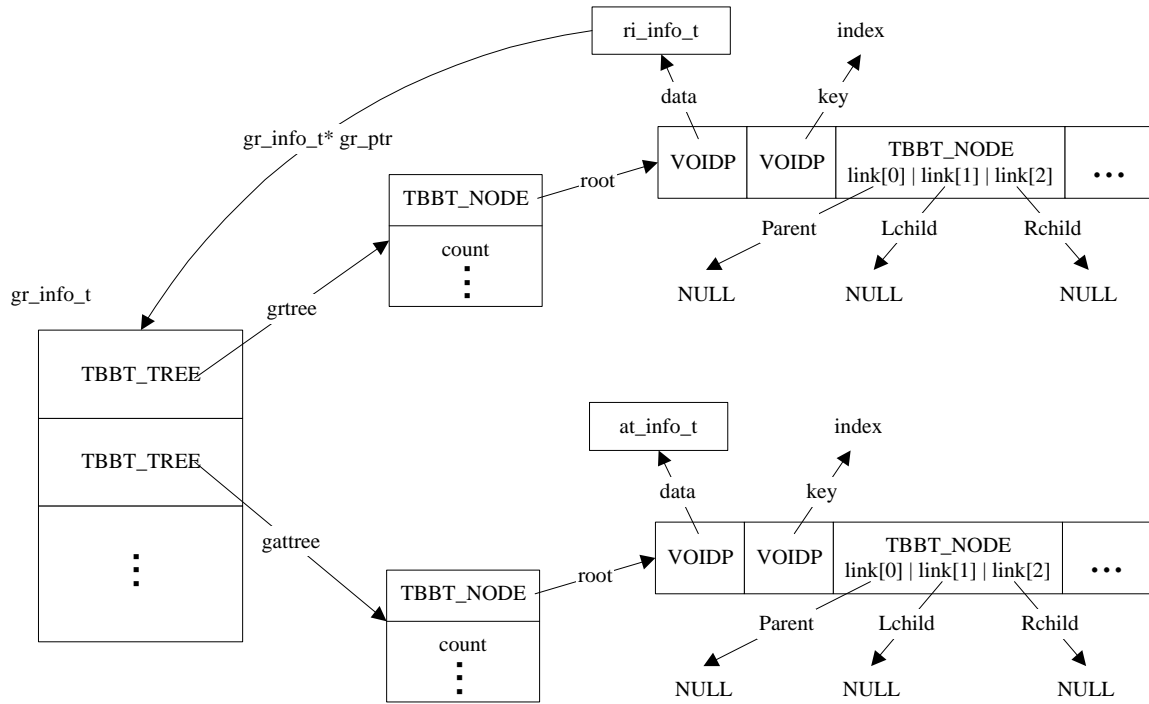 ri_info_t
index
data
key
gr_info_t* gr_ptr
TBBT_NODE
VOIDP
VOIDP
link[0] | link[1] | link[2]
...
root
TBBT_NODE
Parent
Lchild
Rchild
count
NULL
NULL
NULL
gr_info_t
grtree
TBBT_TREE
at_info_t
index
TBBT_TREE
data
key
gattree
TBBT_NODE
VOIDP
VOIDP
link[0] | link[1] | link[2]
...
root
TBBT_NODE
Parent
Lchild
Rchild
count
NULL
NULL
NULL